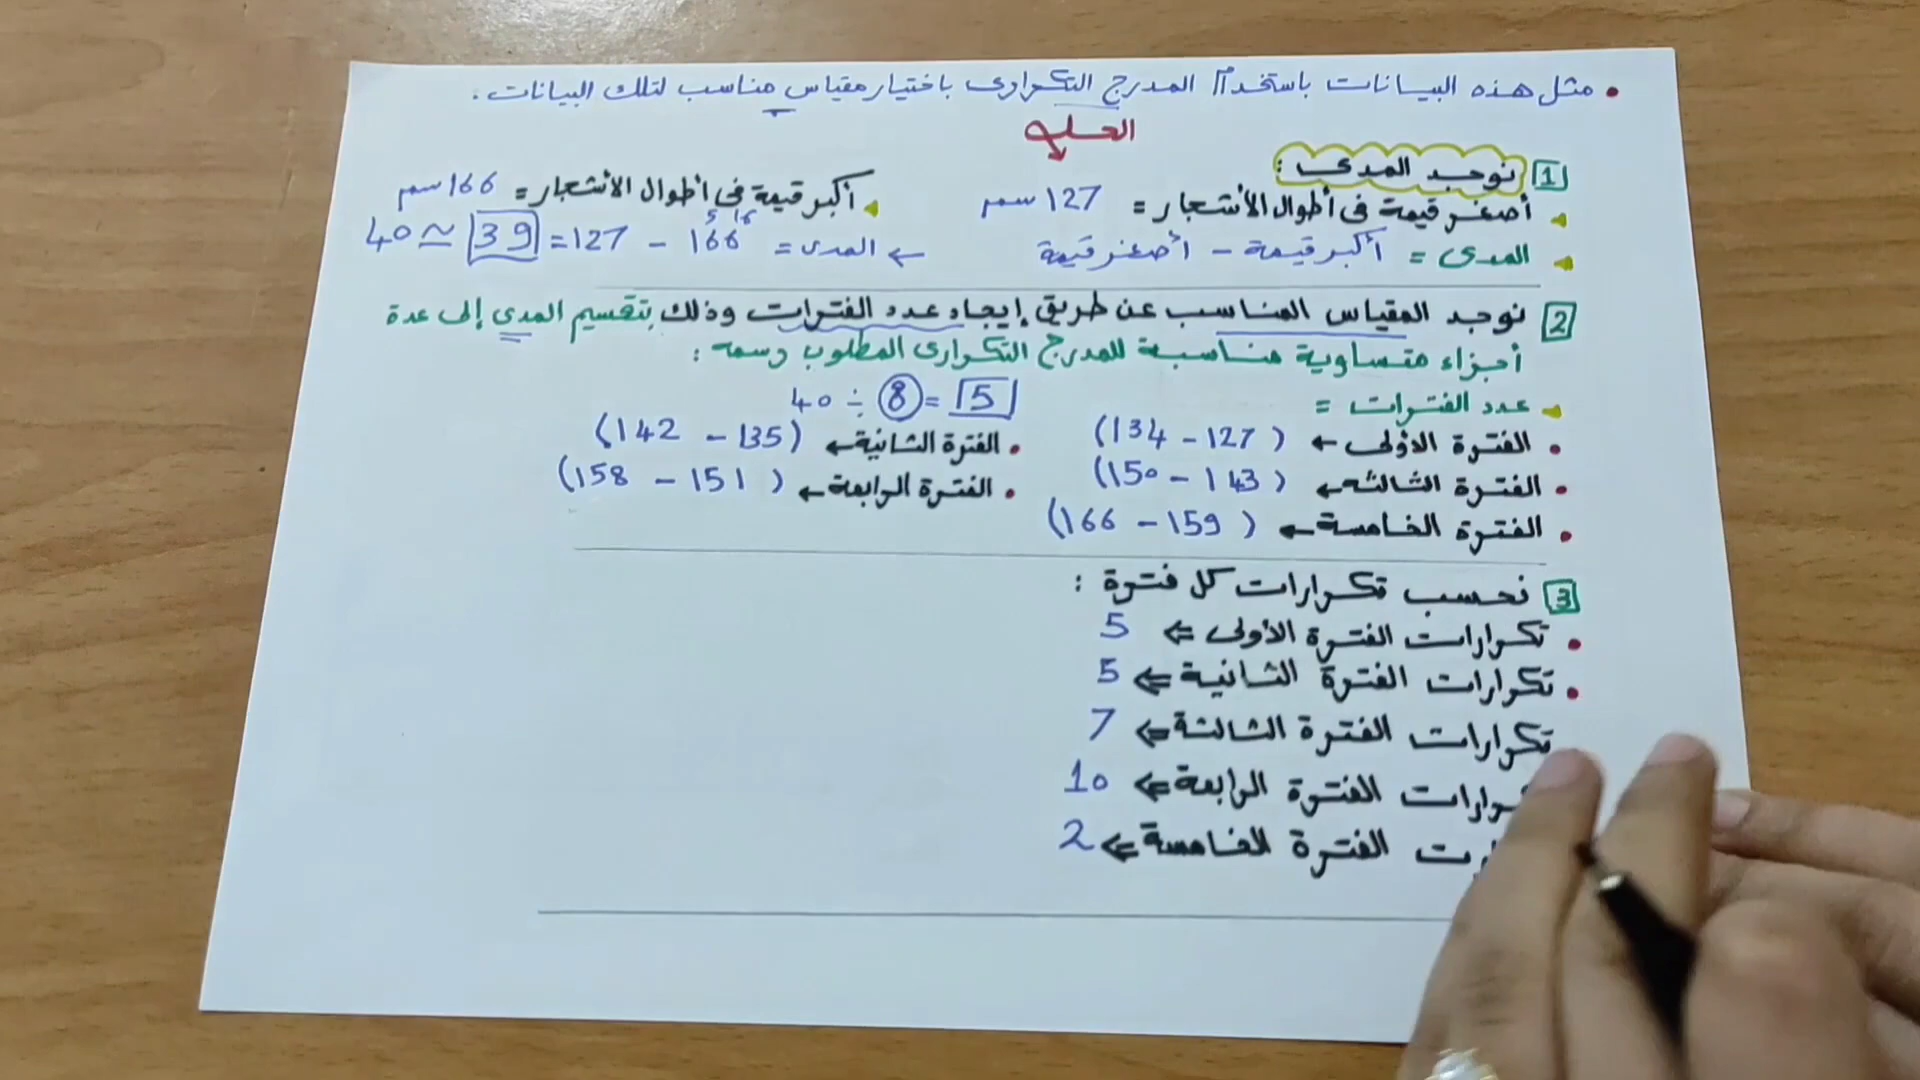 • مثل هذه البيانات باستخدام المدرج التكرارى باختيار مقياس مناسب لتلك البيانات .
الحلــ
1 نوجد المدى :
أصغر قيمة فى أطوال الأشجار = 127 سم
أكبر قيمة فى أطوال الأشجار = 166 سم
المدى = أكبر قيمة - أصغر قيمة
← المدى = 166 - 127 = 39 ≃ 40
5 16
2 نوجد المقياس المناسب عن طريق إيجاد عدد الفترات وذلك بتقسيم المدى إلى عدة
أجزاء متساوية مناسبة للمدرج التكرارى المطلوب رسمه :
عدد الفترات = 40 ÷ 8 = 5
• الفترة الأولى ← (127 - 134)
• الفترة الثانية ← (135 - 142)
• الفترة الثالثه ← (143 - 150)
• الفترة الرابعة ← (151 - 158)
• الفترة الخامسة ← (159 - 166)
3 نحسب تكرارات كل فترة :
• تكرارات الفترة الأولى ⇐ 5
• تكرارات الفترة الثانية ⇐ 5
تكرارات الفترة الثالثة ⇐ 7
الفترة الرابعة ⇐ 10
الفترة الخامسة ⇐ 2